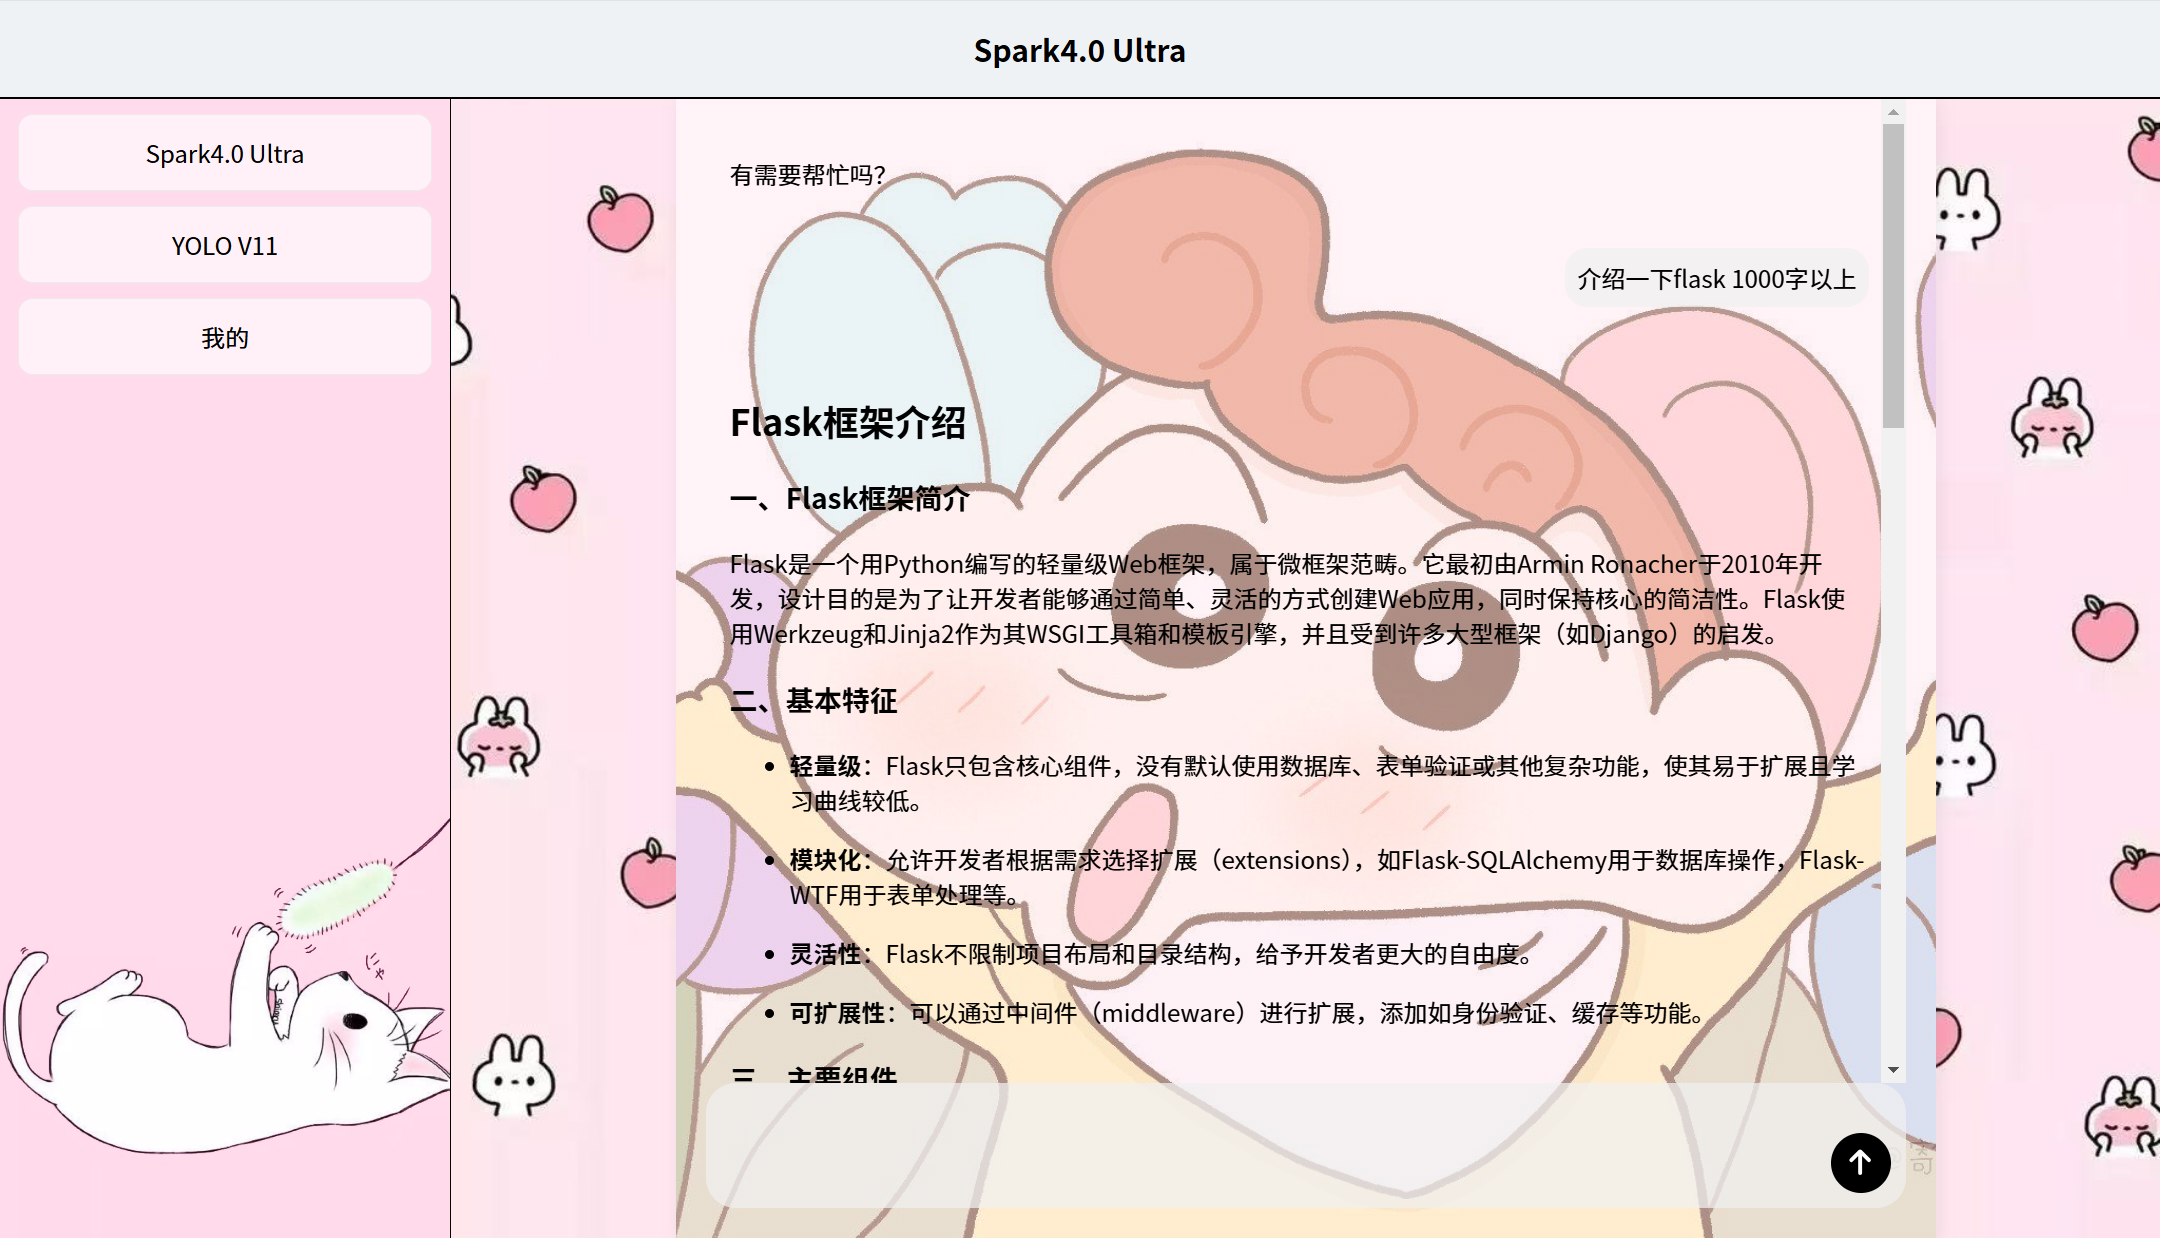 Spark4.0 Ultra
Spark4.0 Ultra
YOLO V11
我的
有需要帮忙吗?
介绍一下flask 1000字以上
Flask框架介绍
一、Flask框架简介
Flask是一个用Python编写的轻量级Web框架，属于微框架范畴。它最初由Armin Ronacher于2010年开
发，设计目的是为了让开发者能够通过简单、灵活的方式创建Web应用，同时保持核心的简洁性。Flask使
用Werkzeug和Jinja2作为其WSGI工具箱和模板引擎，并且受到许多大型框架（如Django）的启发。
二、基本特征
轻量级：Flask只包含核心组件，没有默认使用数据库、表单验证或其他复杂功能，使其易于扩展且学
习曲线较低。
模块化：允许开发者根据需求选择扩展（extensions），如Flask-SQLAlchemy用于数据库操作，Flask-
WTF用于表单处理等。
灵活性：Flask不限制项目布局和目录结构，给予开发者更大的自由度。
可扩展性：可以通过中间件（middleware）进行扩展，添加如身份验证、缓存等功能。
三、主要组件